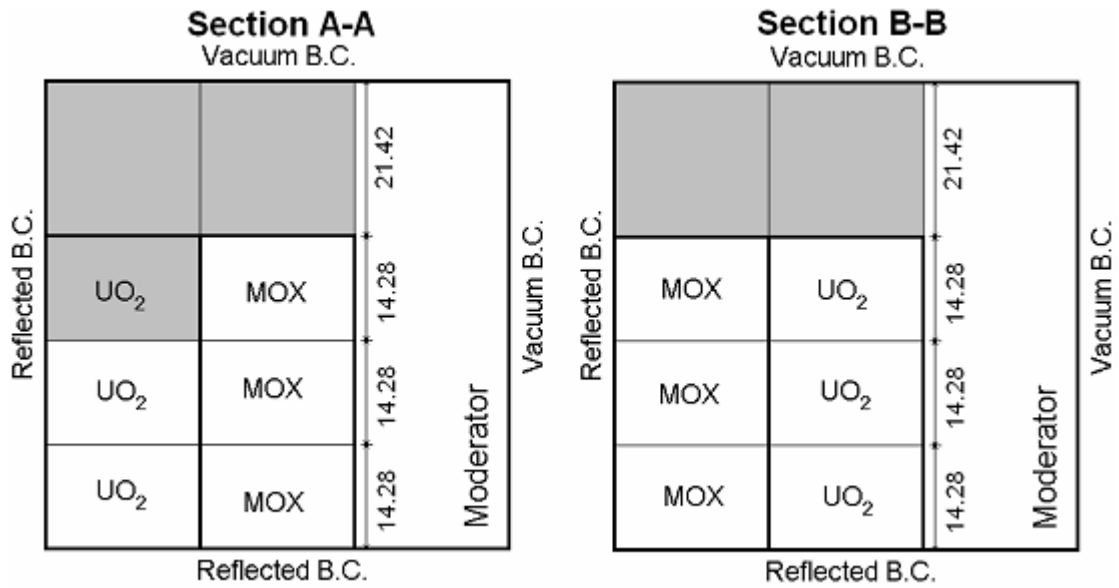 Section A-A
Vacuum B.C.
Reflected B.C.
21.42
UO2 MOX 14.28
UO2 MOX 14.28
UO2 MOX 14.28
Moderator
Vacuum B.C.
Reflected B.C.
Section B-B
Vacuum B.C.
Reflected B.C.
21.42
MOX UO2 14.28
MOX UO2 14.28
MOX UO2 14.28
Moderator
Vacuum B.C.
Reflected B.C.